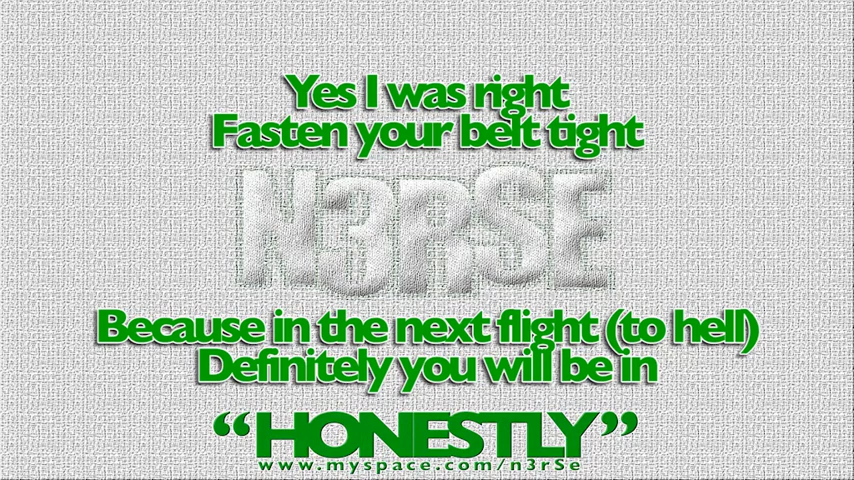 Yes I was right
Fasten your belt tight
N3RSE
Because in the next flight (to hell)
Definitely you will be in
“HONESTLY”
www.myspace.com/n3rSe